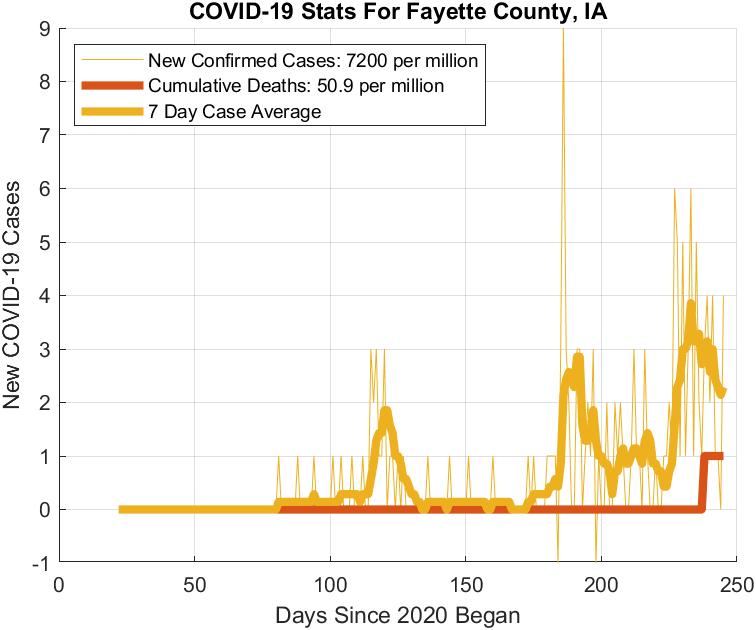 COVID-19 Stats For Fayette County, IA
New Confirmed Cases: 7200 per million
Cumulative Deaths: 50.9 per million
7 Day Case Average
New COVID-19 Cases
9
8
7
6
5
4
3
2
1
0
-1
0 50 100 150 200 250
Days Since 2020 Began